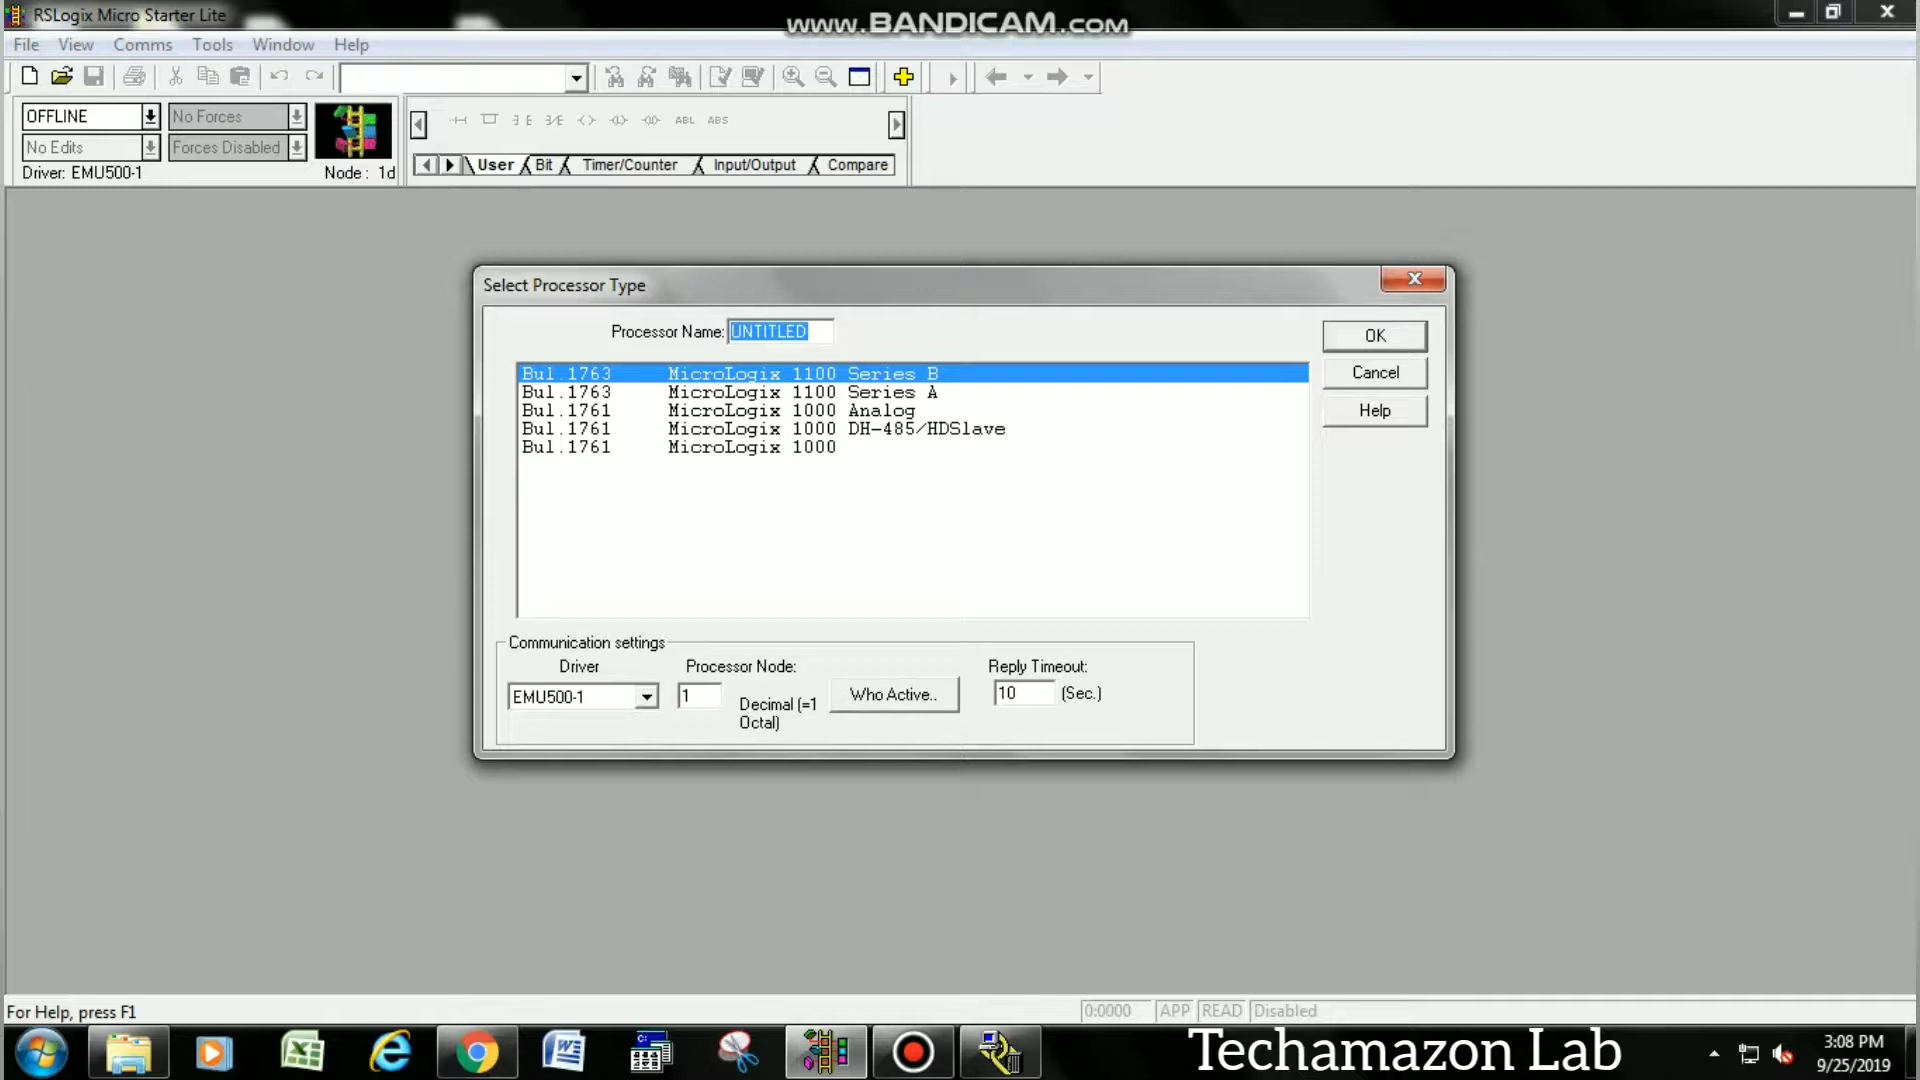 RSLogix Micro Starter Lite
www.BANDICAM.com
File View Comms Tools Window Help
OFFLINE No Forces
No Edits Forces Disabled
Driver: EMU500-1 Node : 1d
ABL ABS
User Bit Timer/Counter Input/Output Compare
Select Processor Type
Processor Name: UNTITLED
OK
Cancel
Help
Bul.1763 MicroLogix 1100 Series B
Bul.1763 MicroLogix 1100 Series A
Bul.1761 MicroLogix 1000 Analog
Bul.1761 MicroLogix 1000 DH-485/HDSlave
Bul.1761 MicroLogix 1000
Communication settings
Driver Processor Node: Reply Timeout:
EMU500-1 1 Decimal (=1 Octal) Who Active.. 10 (Sec.)
For Help, press F1 0:0000 APP READ Disabled
Techamazon Lab
3:08 PM
9/25/2019